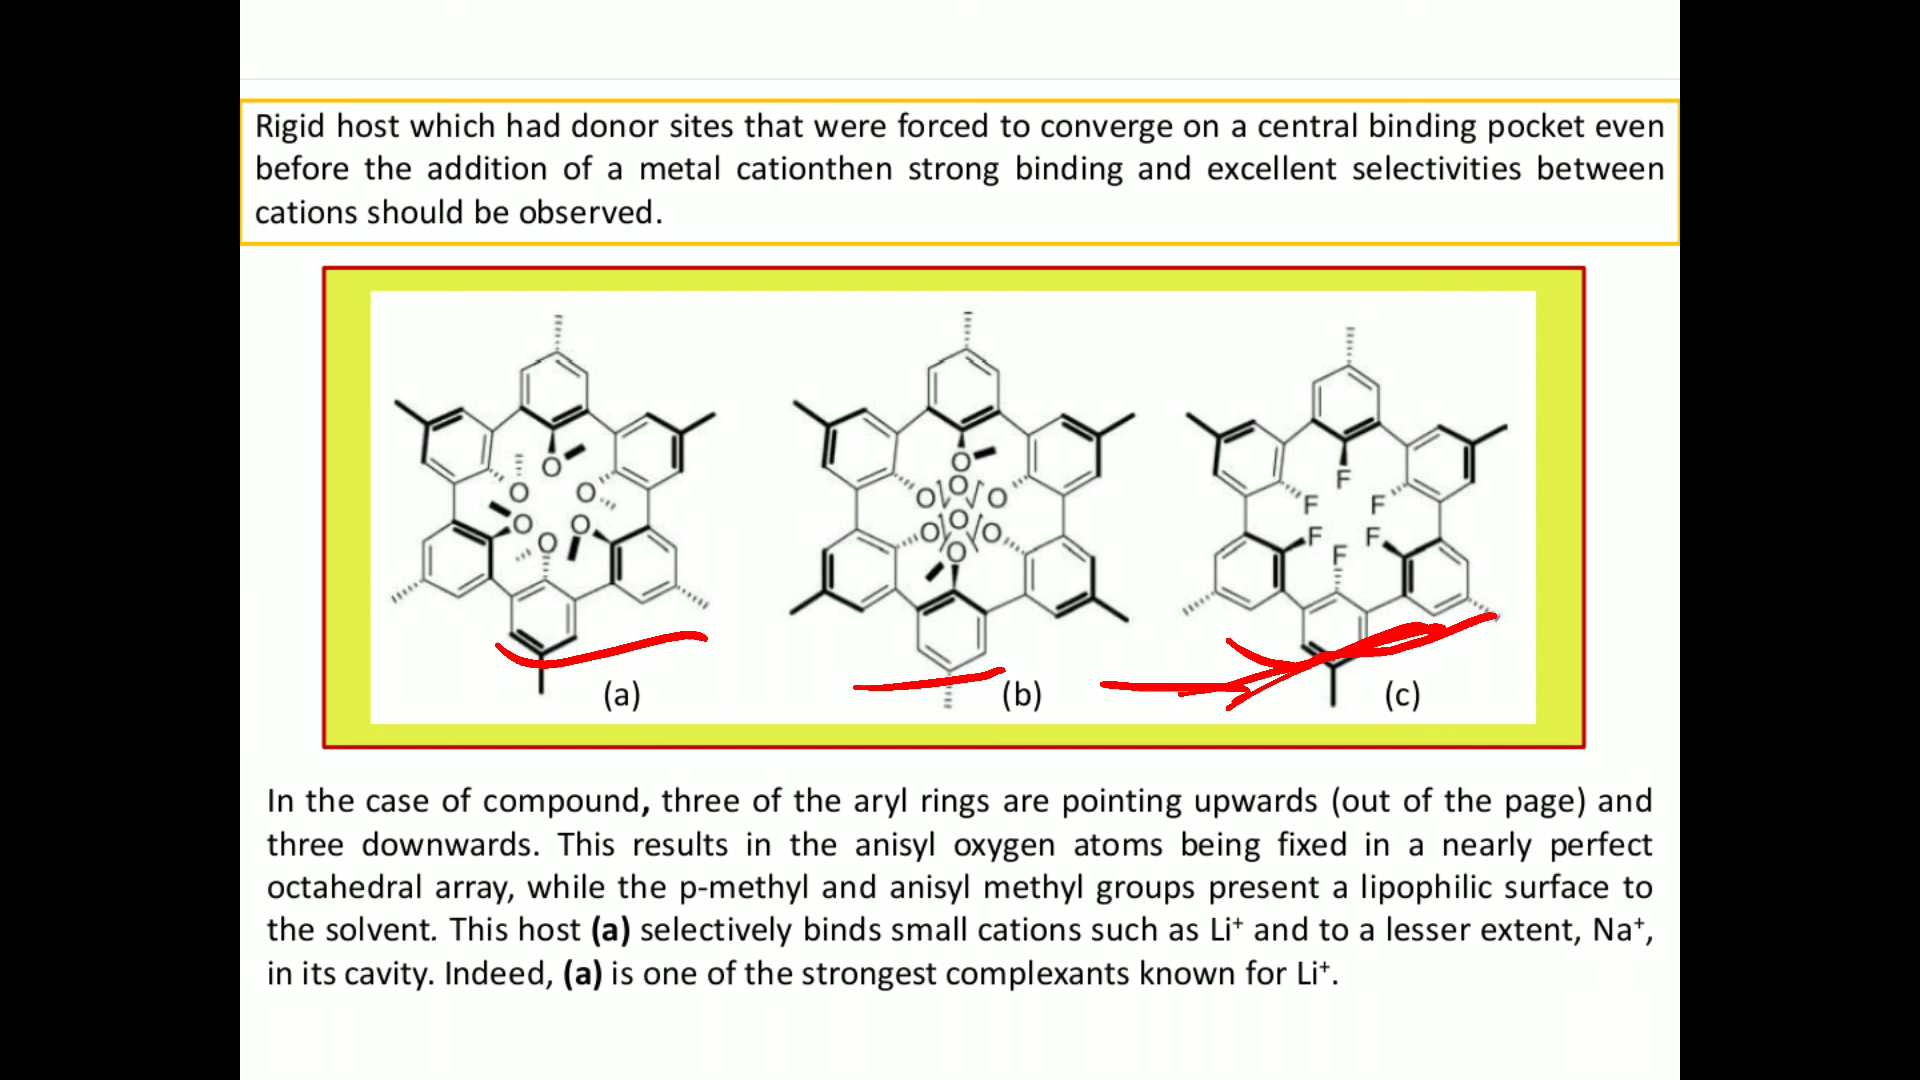 Rigid host which had donor sites that were forced to converge on a central binding pocket even
before the addition of a metal cationthen strong binding and excellent selectivities between
cations should be observed.
O
O O
O O
O
(a)
O
O
O O
O
O O
O
(b)
F
F F
F F
F
(c)
In the case of compound, three of the aryl rings are pointing upwards (out of the page) and
three downwards. This results in the anisyl oxygen atoms being fixed in a nearly perfect
octahedral array, while the p-methyl and anisyl methyl groups present a lipophilic surface to
the solvent. This host (a) selectively binds small cations such as Li⁺ and to a lesser extent, Na⁺,
in its cavity. Indeed, (a) is one of the strongest complexants known for Li⁺.